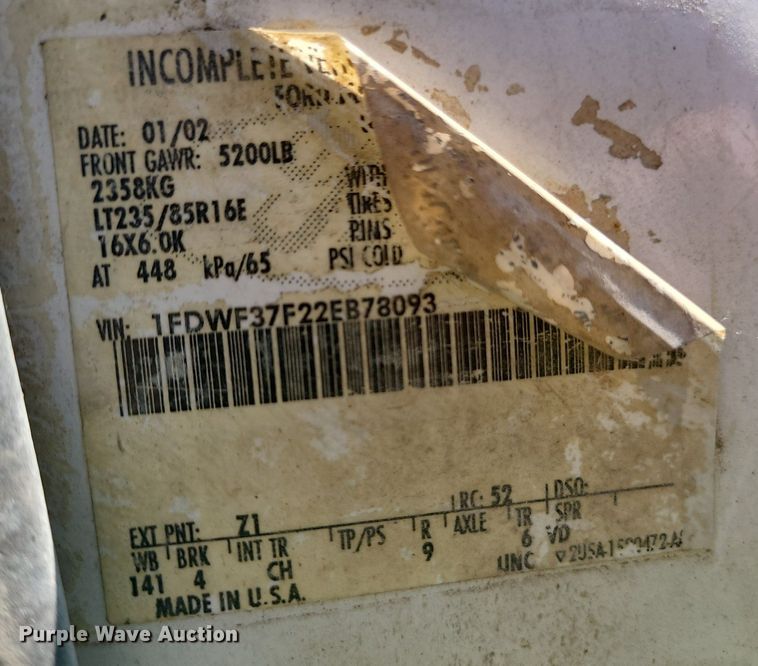 INCOMPLETE
DATE: 01/02
FRONT GAWR: 5200LB
2358KG WITH
LT235/85R16E TIRES
16X6.0K RIMS
AT 448 kPa/65 PSI COLD
VIN: 1FDWF37F22EB78093
RC: 52 DSO:
EXT PNT: Z1
WB BRK INT TR TP/PS R AXLE TR SPR
141 4 CH 9 6 VD
UNC
MADE IN U.S.A.
Purple Wave Auction